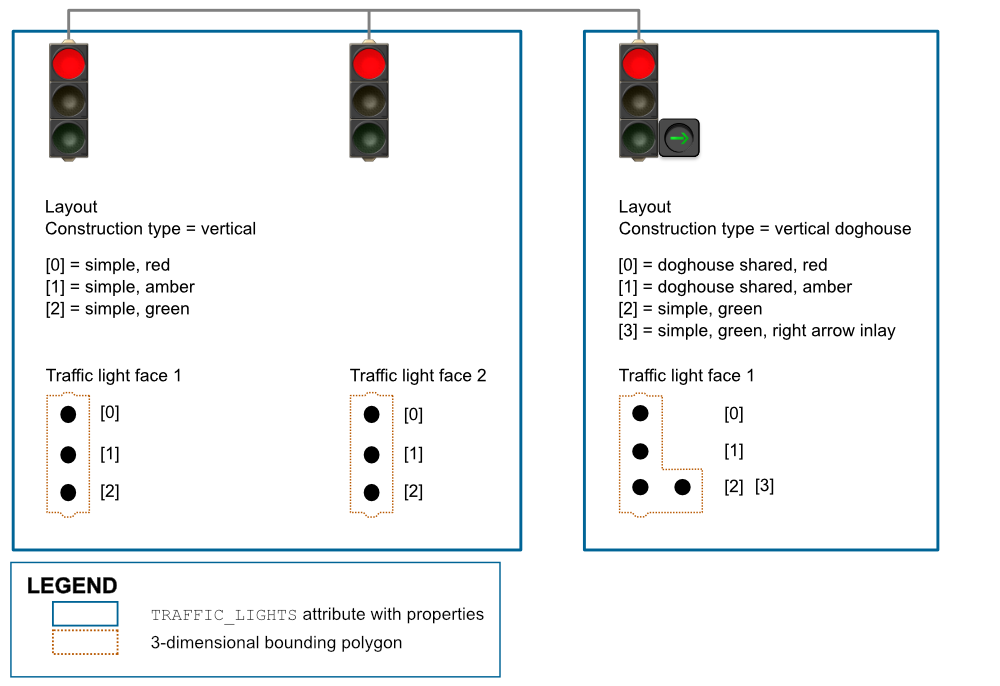 Layout
Construction type = vertical
[0] = simple, red
[1] = simple, amber
[2] = simple, green
Traffic light face 1
[0]
[1]
[2]
Traffic light face 2
[0]
[1]
[2]
Layout
Construction type = vertical doghouse
[0] = doghouse shared, red
[1] = doghouse shared, amber
[2] = simple, green
[3] = simple, green, right arrow inlay
Traffic light face 1
[0]
[1]
[2] [3]
LEGEND
TRAFFIC_LIGHTS attribute with properties
3-dimensional bounding polygon